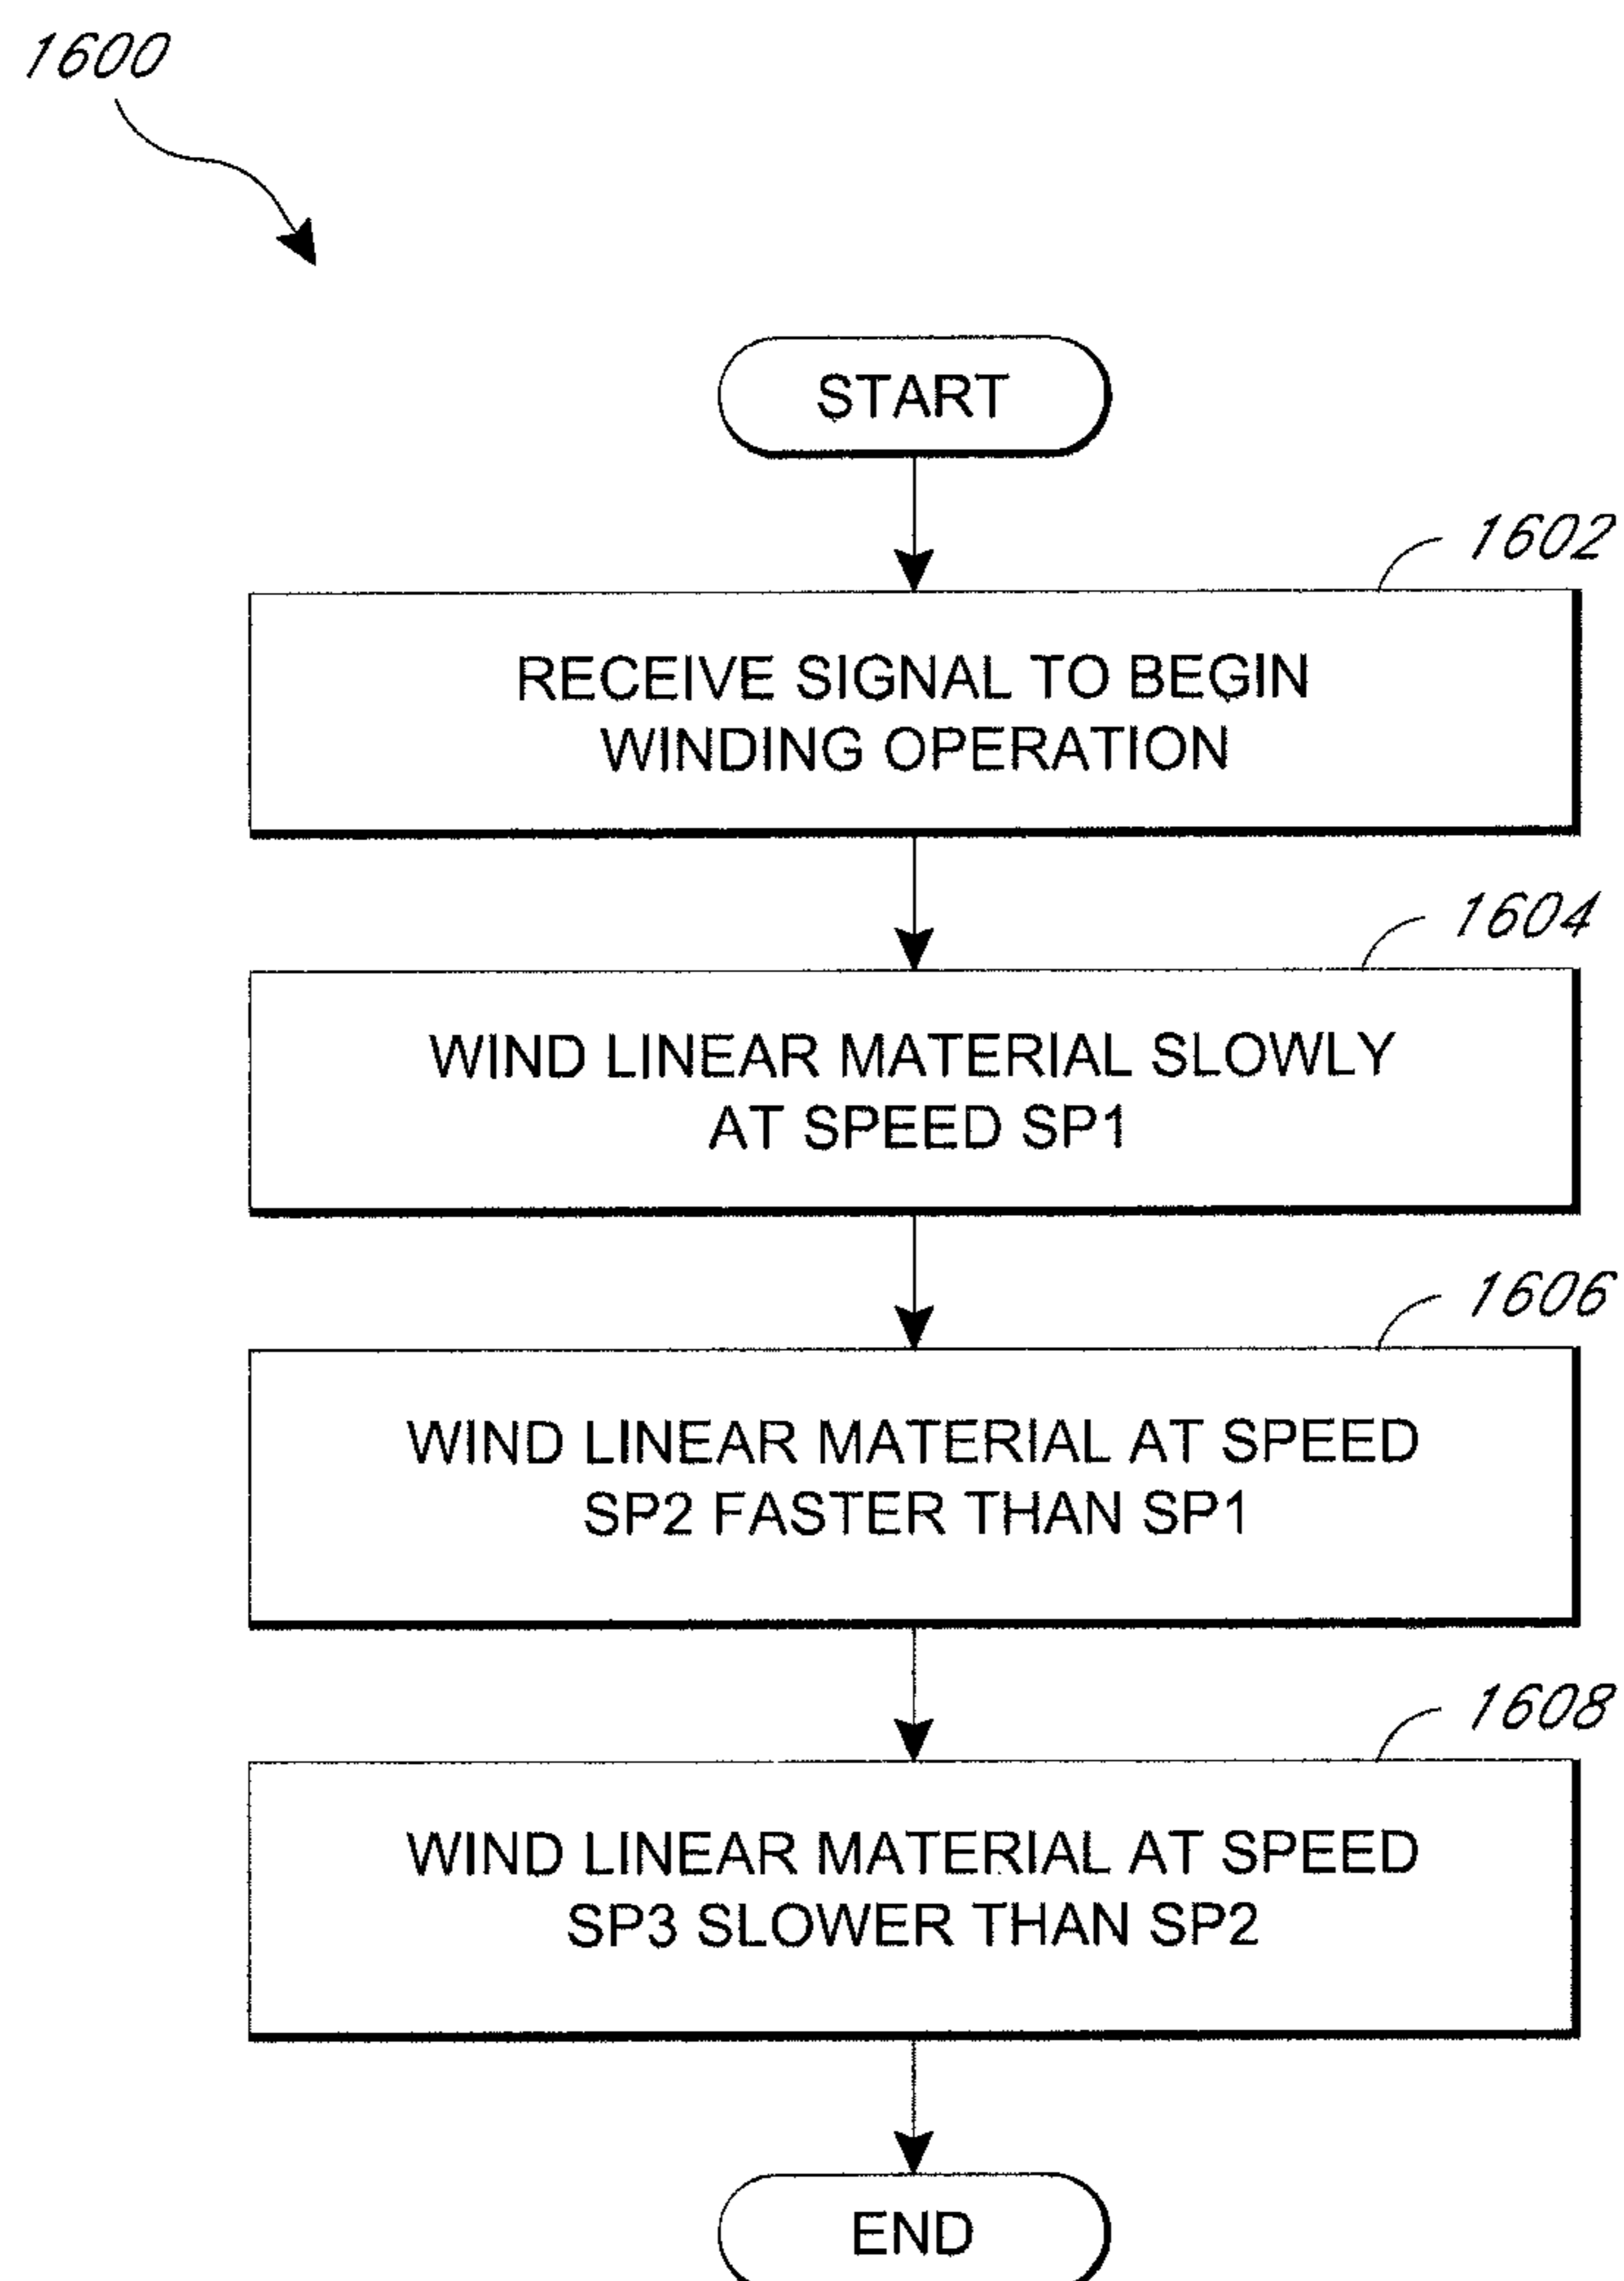 1600
START
1602
RECEIVE SIGNAL TO BEGIN
WINDING OPERATION
1604
WIND LINEAR MATERIAL SLOWLY
AT SPEED SP1
1606
WIND LINEAR MATERIAL AT SPEED
SP2 FASTER THAN SP1
1608
WIND LINEAR MATERIAL AT SPEED
SP3 SLOWER THAN SP2
END